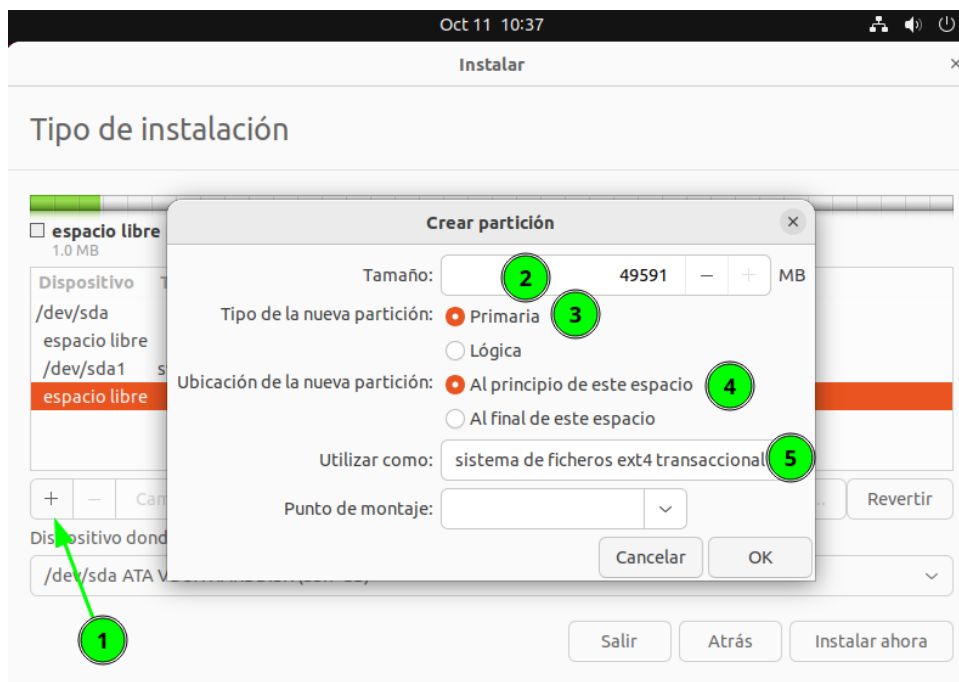 Oct 11 10:37
Instalar
Tipo de instalación
espacio libre
1.0 MB
Crear partición
Tamaño: 49591 MB
2
Tipo de la nueva partición: Primaria
3
Lógica
Ubicación de la nueva partición: Al principio de este espacio
4
Al final de este espacio
Utilizar como: sistema de ficheros ext4 transaccional
5
Punto de montaje:
Cancelar OK
Dispositivo
/dev/sda
espacio libre
/dev/sda1
espacio libre
+ −
Revertir
/dev/sda ATA
1
Salir Atrás Instalar ahora